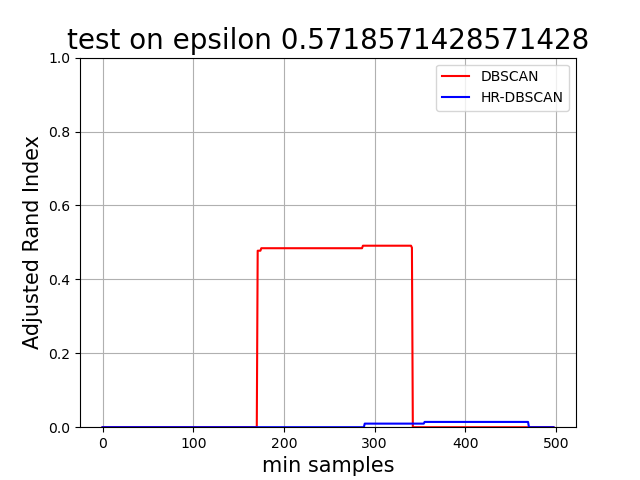 test on epsilon 0.5718571428571428
DBSCAN
HR-DBSCAN
1.0
0.8
0.6
0.4
0.2
0.0
Adjusted Rand Index
0 100 200 300 400 500
min samples